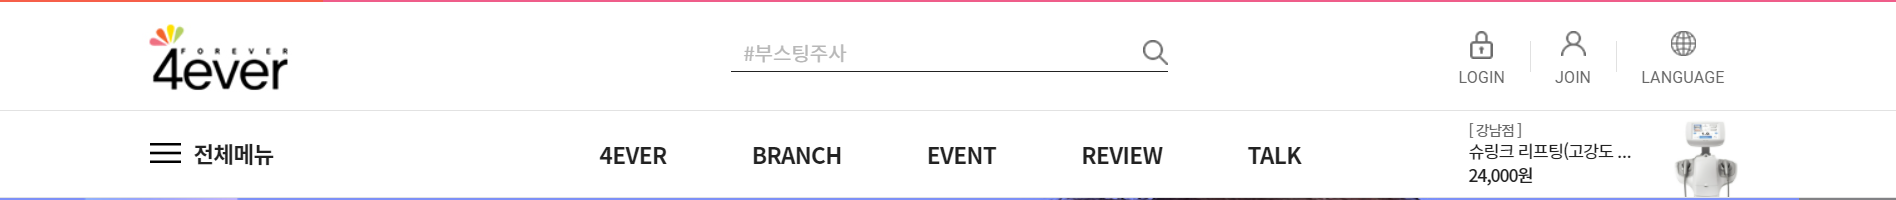 FOREVER
4ever
#부스팅주사
LOGIN
JOIN
LANGUAGE
전체메뉴
4EVER
BRANCH
EVENT
REVIEW
TALK
[ 강남점 ]
슈링크 리프팅(고강도 ...
24,000원